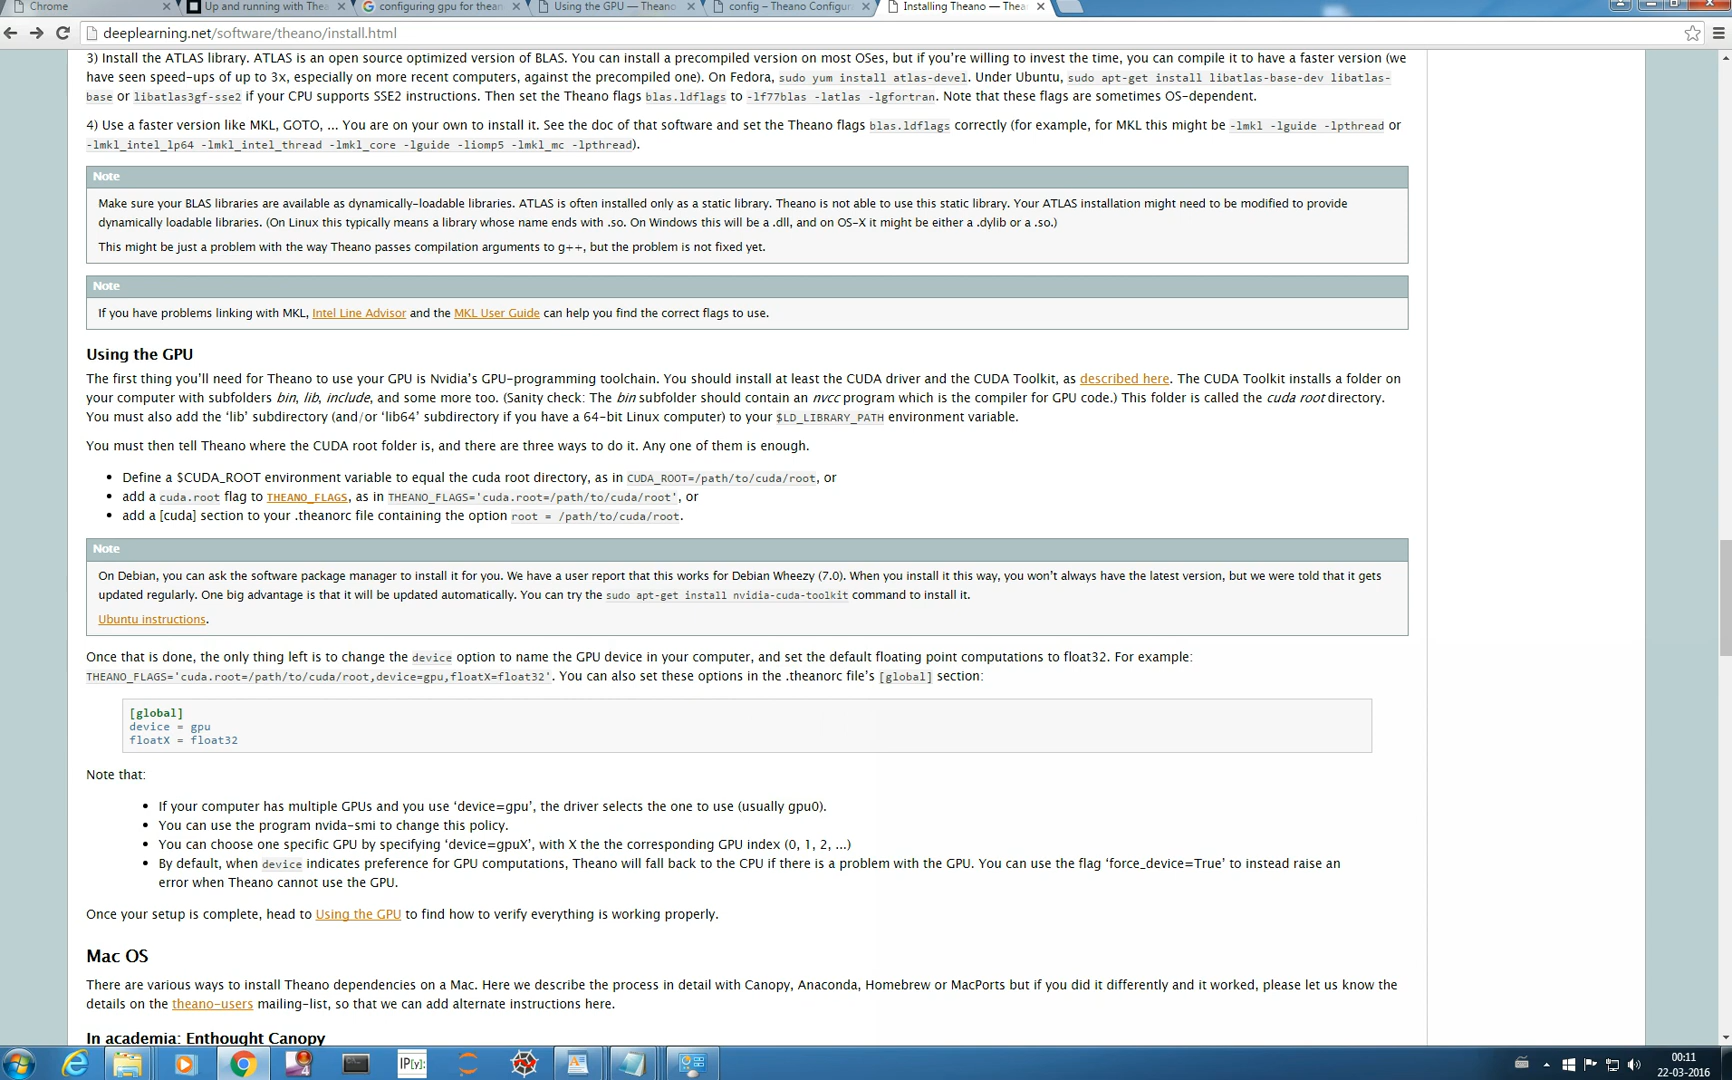 Chrome
Up and running with Thea
configuring gpu for thean
Using the GPU — Theano
config – Theano Configur
Installing Theano — Thea
deeplearning.net/software/theano/install.html
3) Install the ATLAS library. ATLAS is an open source optimized version of BLAS. You can install a precompiled version on most OSes, but if you're willing to invest the time, you can compile it to have a faster version (we
have seen speed-ups of up to 3x, especially on more recent computers, against the precompiled one). On Fedora, sudo yum install atlas-devel. Under Ubuntu, sudo apt-get install libatlas-base-dev libatlas-
base or libatlas3gf-sse2 if your CPU supports SSE2 instructions. Then set the Theano flags blas.ldflags to -lf77blas -latlas -lgfortran. Note that these flags are sometimes OS-dependent.
4) Use a faster version like MKL, GOTO, ... You are on your own to install it. See the doc of that software and set the Theano flags blas.ldflags correctly (for example, for MKL this might be -lmkl -lguide -lpthread or
-lmkl_intel_lp64 -lmkl_intel_thread -lmkl_core -lguide -liomp5 -lmkl_mc -lpthread).
Note
Make sure your BLAS libraries are available as dynamically-loadable libraries. ATLAS is often installed only as a static library. Theano is not able to use this static library. Your ATLAS installation might need to be modified to provide
dynamically loadable libraries. (On Linux this typically means a library whose name ends with .so. On Windows this will be a .dll, and on OS-X it might be either a .dylib or a .so.)
This might be just a problem with the way Theano passes compilation arguments to g++, but the problem is not fixed yet.
Note
If you have problems linking with MKL, Intel Line Advisor and the MKL User Guide can help you find the correct flags to use.
Using the GPU
The first thing you'll need for Theano to use your GPU is Nvidia's GPU-programming toolchain. You should install at least the CUDA driver and the CUDA Toolkit, as described here. The CUDA Toolkit installs a folder on
your computer with subfolders bin, lib, include, and some more too. (Sanity check: The bin subfolder should contain an nvcc program which is the compiler for GPU code.) This folder is called the cuda root directory.
You must also add the 'lib' subdirectory (and/or 'lib64' subdirectory if you have a 64-bit Linux computer) to your $LD_LIBRARY_PATH environment variable.
You must then tell Theano where the CUDA root folder is, and there are three ways to do it. Any one of them is enough.
• Define a $CUDA_ROOT environment variable to equal the cuda root directory, as in CUDA_ROOT=/path/to/cuda/root, or
• add a cuda.root flag to THEANO_FLAGS, as in THEANO_FLAGS='cuda.root=/path/to/cuda/root', or
• add a [cuda] section to your .theanorc file containing the option root = /path/to/cuda/root.
Note
On Debian, you can ask the software package manager to install it for you. We have a user report that this works for Debian Wheezy (7.0). When you install it this way, you won't always have the latest version, but we were told that it gets
updated regularly. One big advantage is that it will be updated automatically. You can try the sudo apt-get install nvidia-cuda-toolkit command to install it.
Ubuntu instructions.
Once that is done, the only thing left is to change the device option to name the GPU device in your computer, and set the default floating point computations to float32. For example:
THEANO_FLAGS='cuda.root=/path/to/cuda/root,device=gpu,floatX=float32'. You can also set these options in the .theanorc file's [global] section:
[global]
device = gpu
floatX = float32
Note that:
• If your computer has multiple GPUs and you use 'device=gpu', the driver selects the one to use (usually gpu0).
• You can use the program nvida-smi to change this policy.
• You can choose one specific GPU by specifying 'device=gpuX', with X the the corresponding GPU index (0, 1, 2, ...)
• By default, when device indicates preference for GPU computations, Theano will fall back to the CPU if there is a problem with the GPU. You can use the flag 'force_device=True' to instead raise an
error when Theano cannot use the GPU.
Once your setup is complete, head to Using the GPU to find how to verify everything is working properly.
Mac OS
There are various ways to install Theano dependencies on a Mac. Here we describe the process in detail with Canopy, Anaconda, Homebrew or MacPorts but if you did it differently and it worked, please let us know the
details on the theano-users mailing-list, so that we can add alternate instructions here.
In academia: Enthought Canopy
4
IP[y]:
00:11
22-03-2016